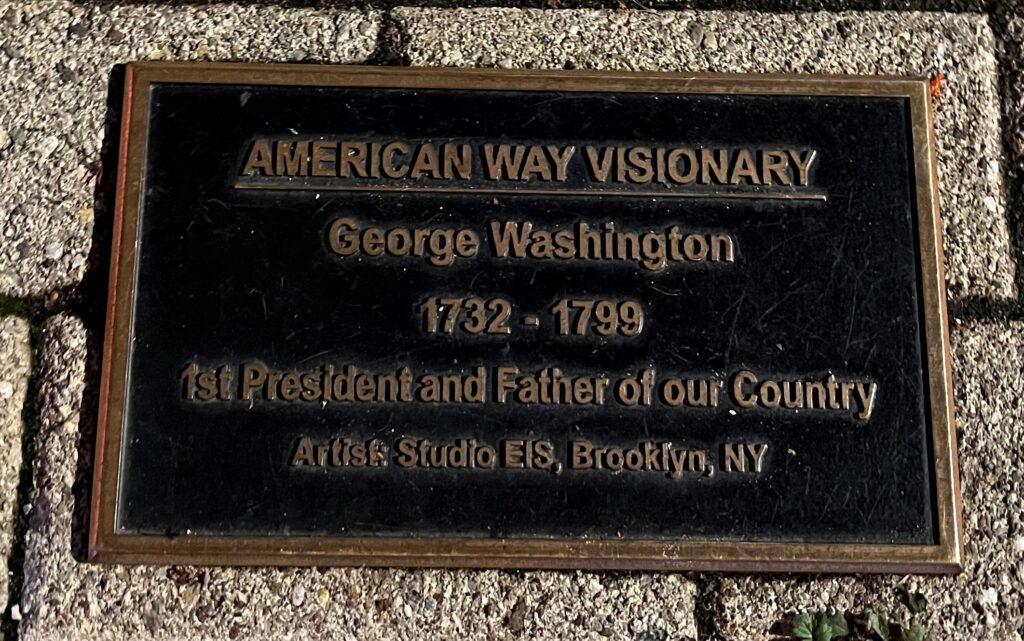 AMERICAN WAY VISIONARY
George Washington
1732 - 1799
1st President and Father of our Country
Artist: Studio EIS, Brooklyn, NY